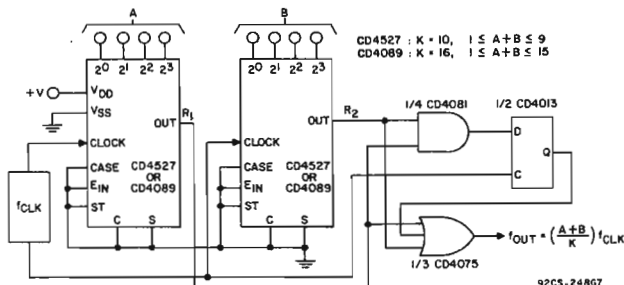 A
B
2⁰ 2¹ 2² 2³
2⁰ 2¹ 2² 2³
CD4527 : K = 10, 1 ≤ A+B ≤ 9
CD4089 : K = 16, 1 ≤ A+B ≤ 15
+V
VDD
VSS
R1
OUT
CLOCK
CASE
EIN
ST
CD4527
OR
CD4089
C S
fCLK
OUT
R2
CLOCK
CASE
EIN
ST
CD4527
OR
CD4089
C S
1/4 CD4081
1/2 CD4013
D
Q
C
1/3 CD4075
fOUT = (A+B/K) fCLK
92CS-24867